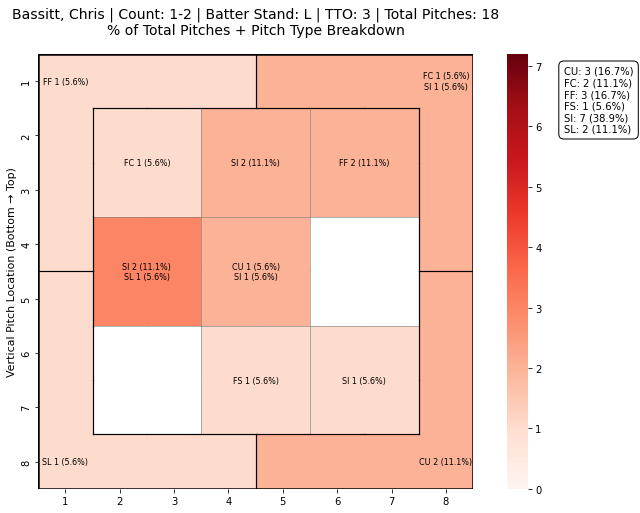 Bassitt, Chris | Count: 1-2 | Batter Stand: L | TTO: 3 | Total Pitches: 18
% of Total Pitches + Pitch Type Breakdown
FF 1 (5.6%)
FC 1 (5.6%)
SI 1 (5.6%)
FC 1 (5.6%)
SI 2 (11.1%)
FF 2 (11.1%)
SI 2 (11.1%)
SL 1 (5.6%)
CU 1 (5.6%)
SI 1 (5.6%)
FS 1 (5.6%)
SI 1 (5.6%)
SL 1 (5.6%)
CU 2 (11.1%)
Vertical Pitch Location (Bottom → Top)
1
2
3
4
5
6
7
8
1
2
3
4
5
6
7
8
7
6
5
4
3
2
1
0
CU: 3 (16.7%)
FC: 2 (11.1%)
FF: 3 (16.7%)
FS: 1 (5.6%)
SI: 7 (38.9%)
SL: 2 (11.1%)